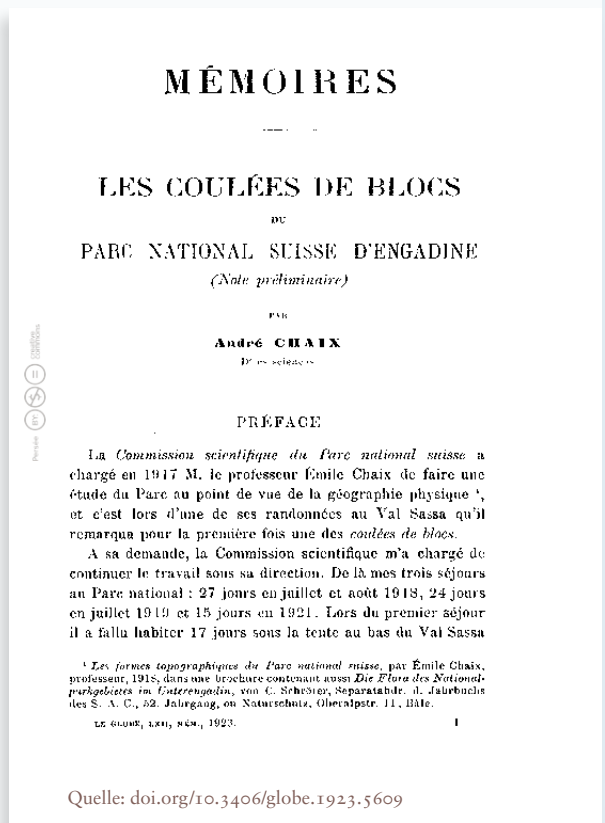 MÉMOIRES
LES COULÉES DE BLOCS
DU
PARC NATIONAL SUISSE D'ENGADINE
(Note préliminaire)
PAR
André CHAIX
Dr ès sciences
PRÉFACE
La Commission scientifique du Parc national suisse a
chargé en 1917 M. le professeur Émile Chaix de faire une
étude du Parc au point de vue de la géographie physique ¹,
et c'est lors d'une de ses randonnées au Val Sassa qu'il
remarqua pour la première fois une des coulées de blocs.
A sa demande, la Commission scientifique m'a chargé de
continuer le travail sous sa direction. De là mes trois séjours
au Parc national : 27 jours en juillet et août 1918, 24 jours
en juillet 1919 et 15 jours en 1921. Lors du premier séjour
il a fallu habiter 17 jours sous la tente au bas du Val Sassa
¹ Les formes topographiques du Parc national suisse, par Émile Chaix,
professeur, 1918, dans une brochure contenant aussi Die Flora des National-
parkgebietes im Unterengadin, von C. Schröter, Separatabdr. d. Jahrbuchs
des S. A. C., 52. Jahrgang, ou Naturschutz, Oberalpstr. 11, Bâle.
LE GLOBE, LXII, MÉM., 1923. 1
creative commons
BY
Persée
Quelle: doi.org/10.3406/globe.1923.5609